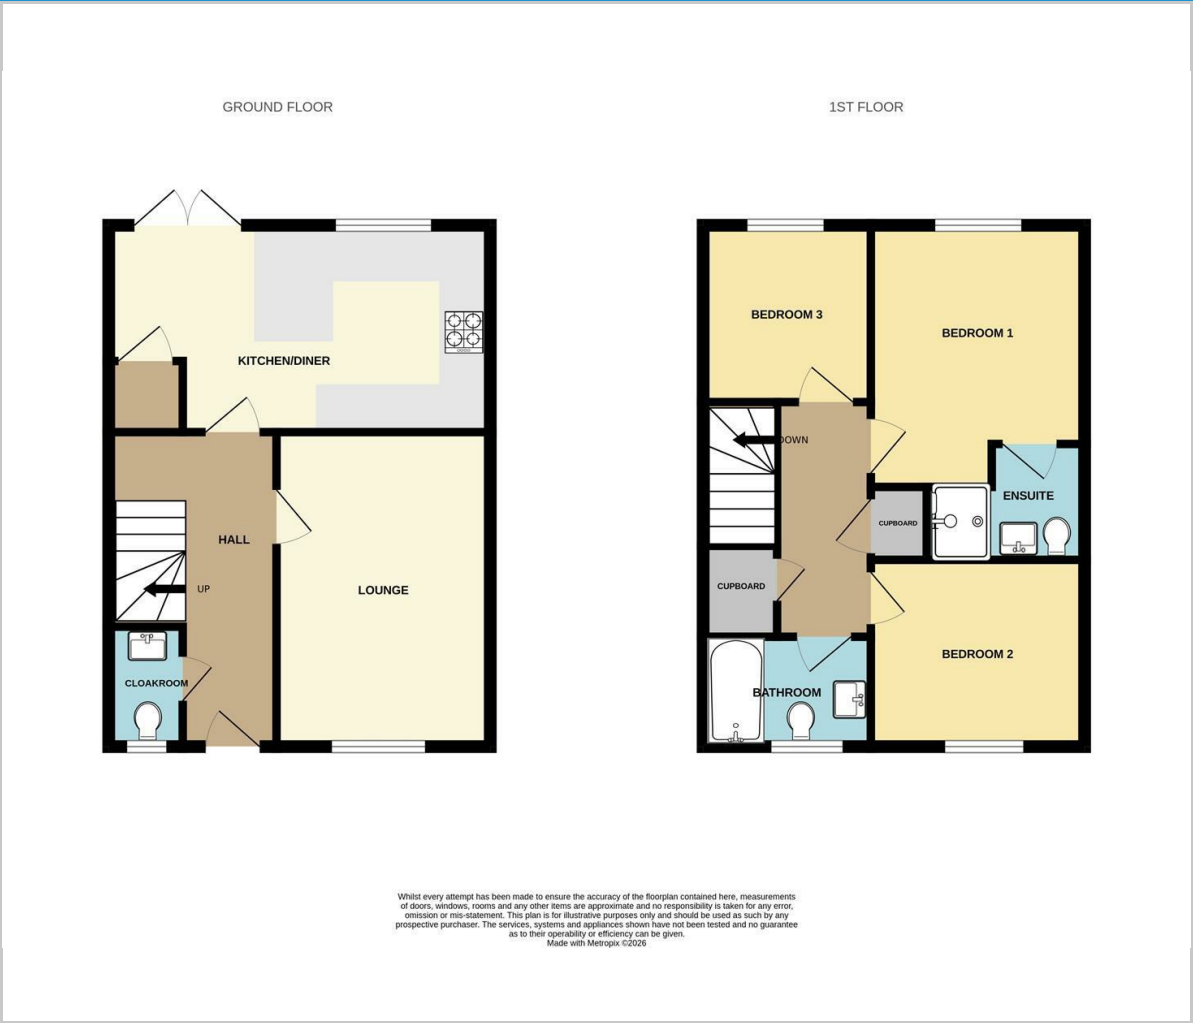 GROUND FLOOR
1ST FLOOR
KITCHEN/DINER
HALL
UP
LOUNGE
CLOAKROOM
BEDROOM 3
BEDROOM 1
DOWN
ENSUITE
CUPBOARD
CUPBOARD
BEDROOM 2
BATHROOM
Whilst every attempt has been made to ensure the accuracy of the floorplan contained here, measurements
of doors, windows, rooms and any other items are approximate and no responsibility is taken for any error,
omission or mis-statement. This plan is for illustrative purposes only and should be used as such by any
prospective purchaser. The services, systems and appliances shown have not been tested and no guarantee
as to their operability or efficiency can be given.
Made with Metropix ©2026